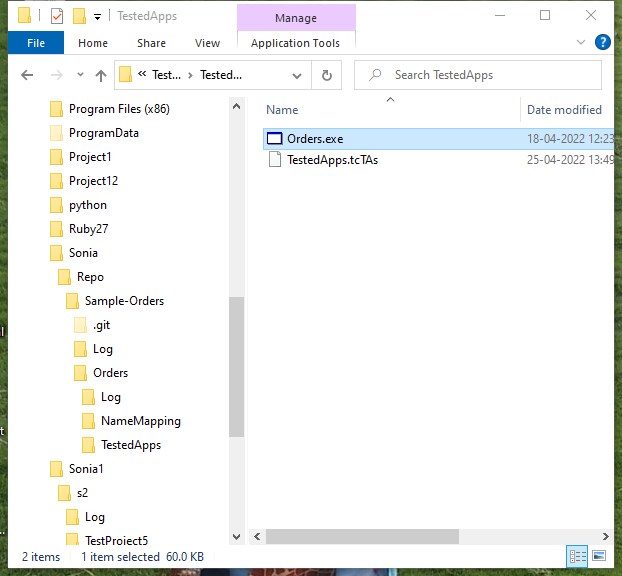 TestedApps
Manage
File Home Share View Application Tools
« Test... › Tested...
Search TestedApps
Name Date modified
Program Files (x86)
ProgramData
Project1
Project12
python
Ruby27
Sonia
Repo
Sample-Orders
.git
Log
Orders
Log
NameMapping
TestedApps
Sonia1
s2
Log
TestProject5
Orders.exe 18-04-2022 12:23
TestedApps.tcTAs 25-04-2022 13:49
2 items 1 item selected 60.0 KB